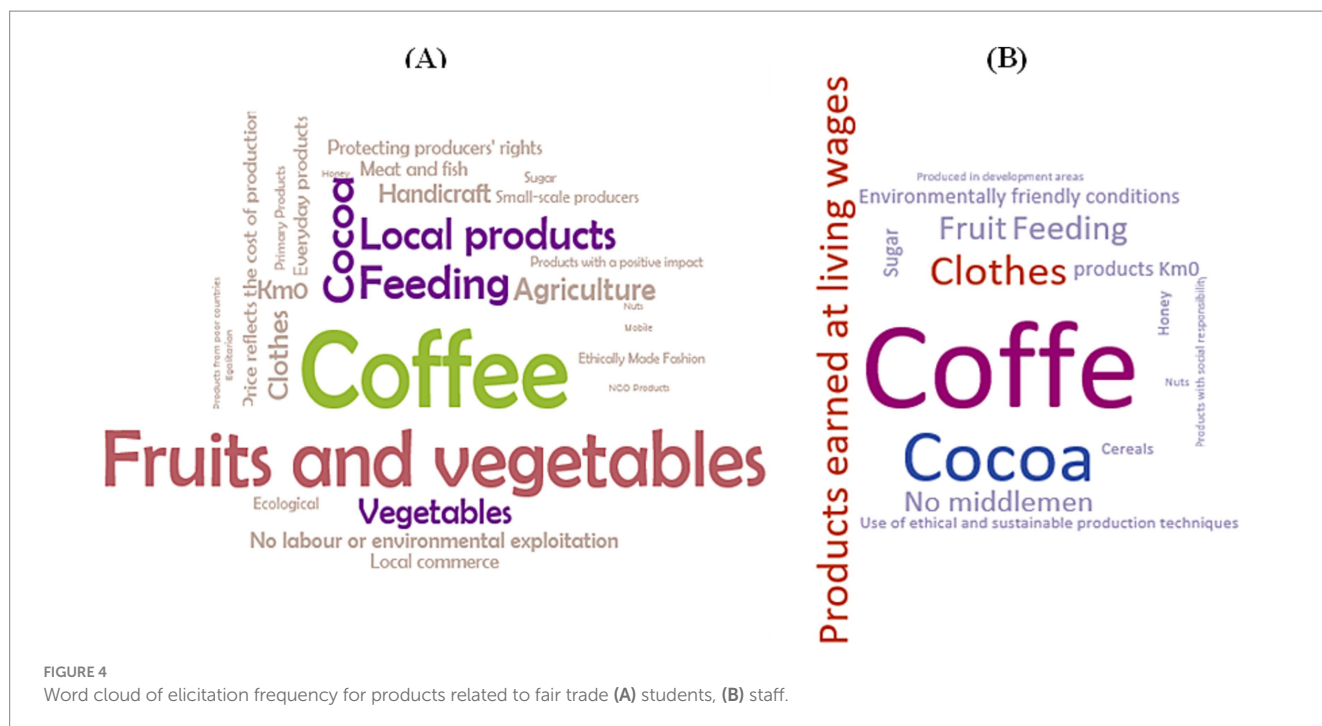 (A)
Protecting producers' rights
Honey
Meat and fish
Sugar
Handicraft
Small-scale producers
Price reflects the cost of production
Primary Products
Everyday products
Cocoa
Local products
Products with a positive impact
Km0
Feeding
Agriculture
Nuts
Mobile
Products from poor countries
Egalitarian
Clothes
Coffee
Ethically Made Fashion
NGO Products
Fruits and vegetables
Ecological
Vegetables
No labour or environmental exploitation
Local commerce
(B)
Products earned at living wages
Produced in development areas
Environmentally friendly conditions
Sugar
Fruit Feeding
Clothes
products Km0
Honey
Products with social responsibility
Coffe
Nuts
Cocoa
Cereals
No middlemen
Use of ethical and sustainable production techniques
FIGURE 4
Word cloud of elicitation frequency for products related to fair trade (A) students, (B) staff.